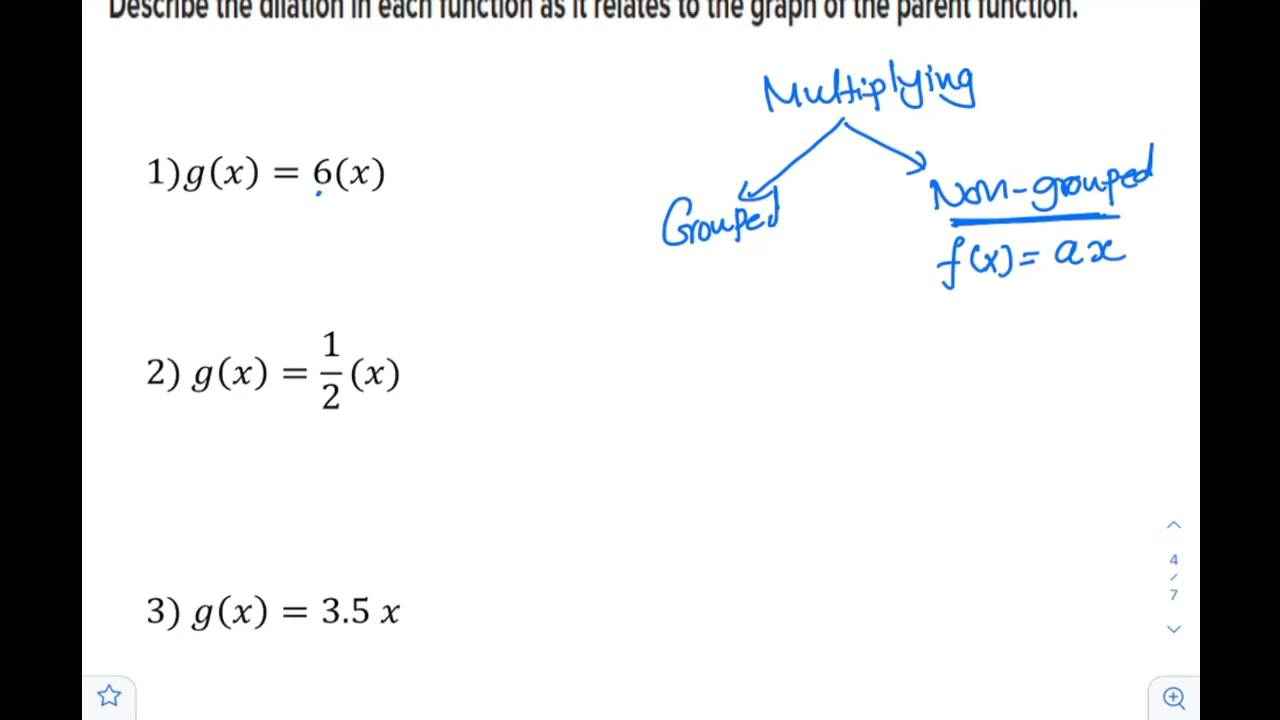 Describe the dilation in each function as it relates to the graph of the parent function.
Multiplying
1)g(x) = 6(x)
Grouped
Non-grouped
f(x)= ax
2) g(x) = 1/2 (x)
3) g(x) = 3.5 x
4
/
7